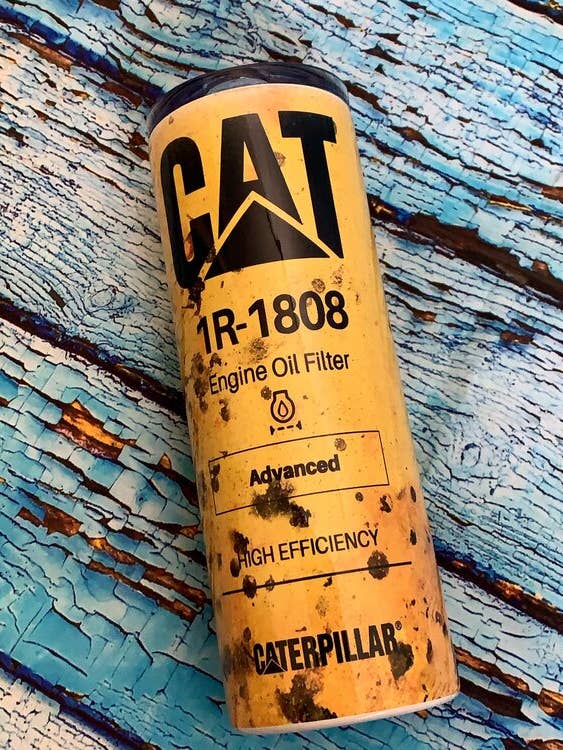 CAT
1R-1808
Engine Oil Filter
Advanced
HIGH EFFICIENCY
CATERPILLAR®